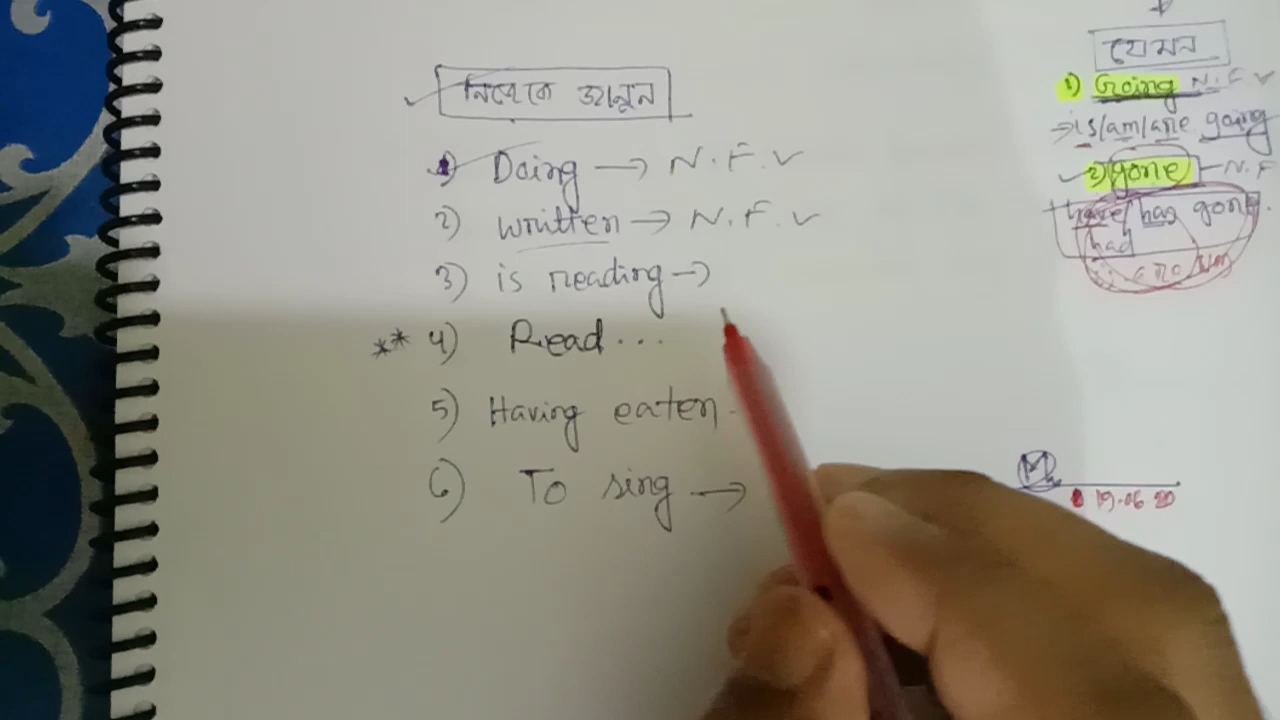 নিজেকে জানুন
1) Doing → N.F.V
2) written → N.F.V
3) is reading →
** 4) Read...
5) Having eaten
6) To sing →
যেমন
1) Going N.F.V
→ is/am/are going
2) gone - N.F
have/has gone.
had
19.06 20